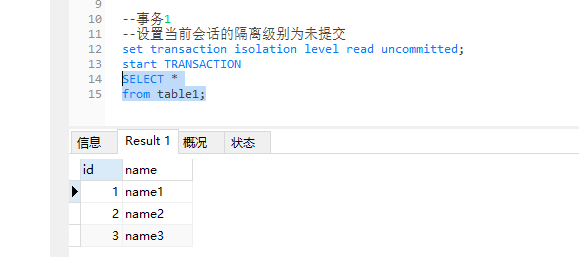 9
10
11 --事务1
12 --设置当前会话的隔离级别为未提交
13 set transaction isolation level read uncommitted;
14 start TRANSACTION
15 SELECT *
from table1;
信息 Result 1 概况 状态
id name
1 name1
2 name2
3 name3